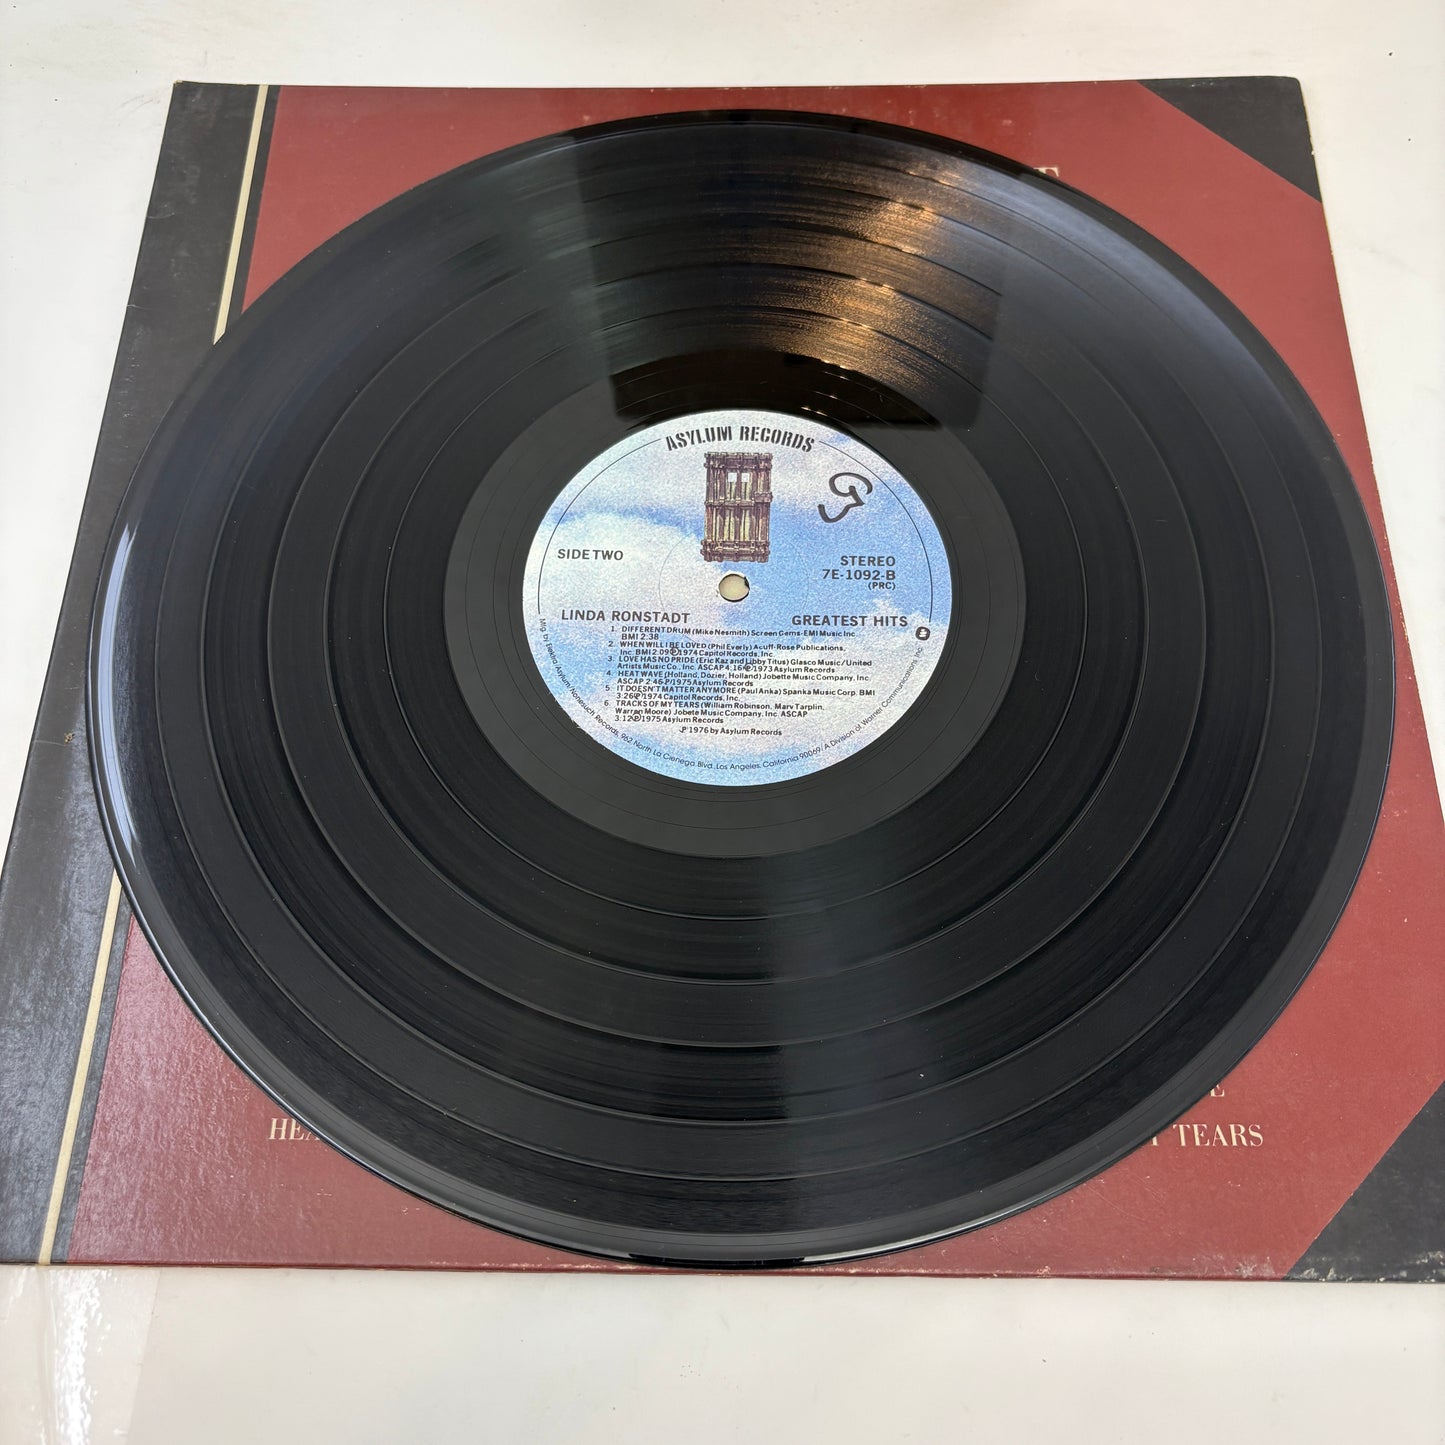 ASYLUM RECORDS
SIDE TWO
STEREO
7E-1092-B
(PRC)
LINDA RONSTADT
GREATEST HITS
1. DIFFERENT DRUM (Mike Nesmith) Screen Gems-EMI Music Inc.
BMI 2:38
2. WHEN WILL I BE LOVED (Phil Everly) Acuff-Rose Publications,
Inc. BMI 2:09 ℗ 1974 Capitol Records, Inc.
3. LOVE HAS NO PRIDE (Eric Kaz and Libby Titus) Glasco Music/United
Artists Music Co., Inc. ASCAP 4:16 ℗ 1973 Asylum Records
4. HEAT WAVE (Holland, Dozier, Holland) Jobette Music Company, Inc.
ASCAP 2:46 ℗ 1975 Asylum Records
5. IT DOESN'T MATTER ANYMORE (Paul Anka) Spanka Music Corp. BMI
3:26 ℗ 1974 Capitol Records, Inc.
6. TRACKS OF MY TEARS (William Robinson, Marv Tarplin,
Warren Moore) Jobete Music Company, Inc. ASCAP
3:12 ℗ 1975 Asylum Records
℗ 1976 by Asylum Records
Mfg by Elektra/Asylum/Nonesuch Records, 962 North La Cienega Blvd., Los Angeles, California 90069/A Division of Warner Communications, Inc.
TEARS